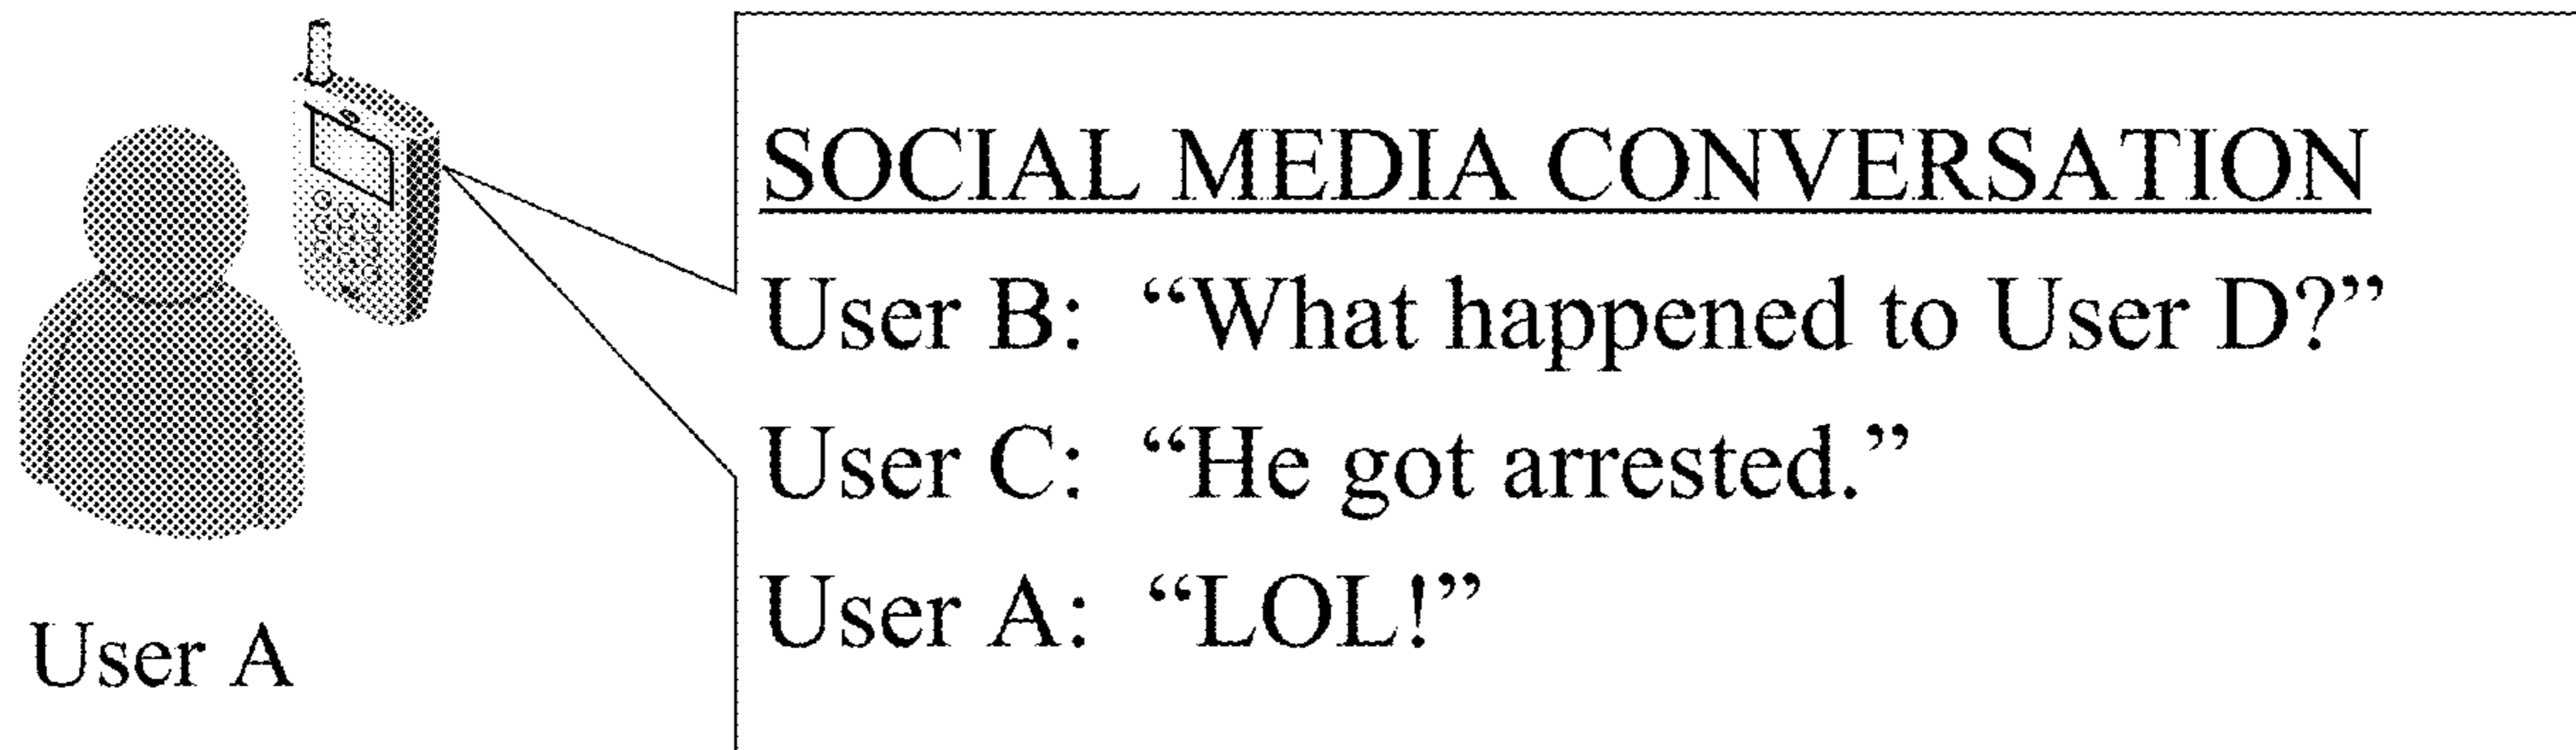 SOCIAL MEDIA CONVERSATION
User B: “What happened to User D?”
User C: “He got arrested.”
User A: “LOL!”
User A